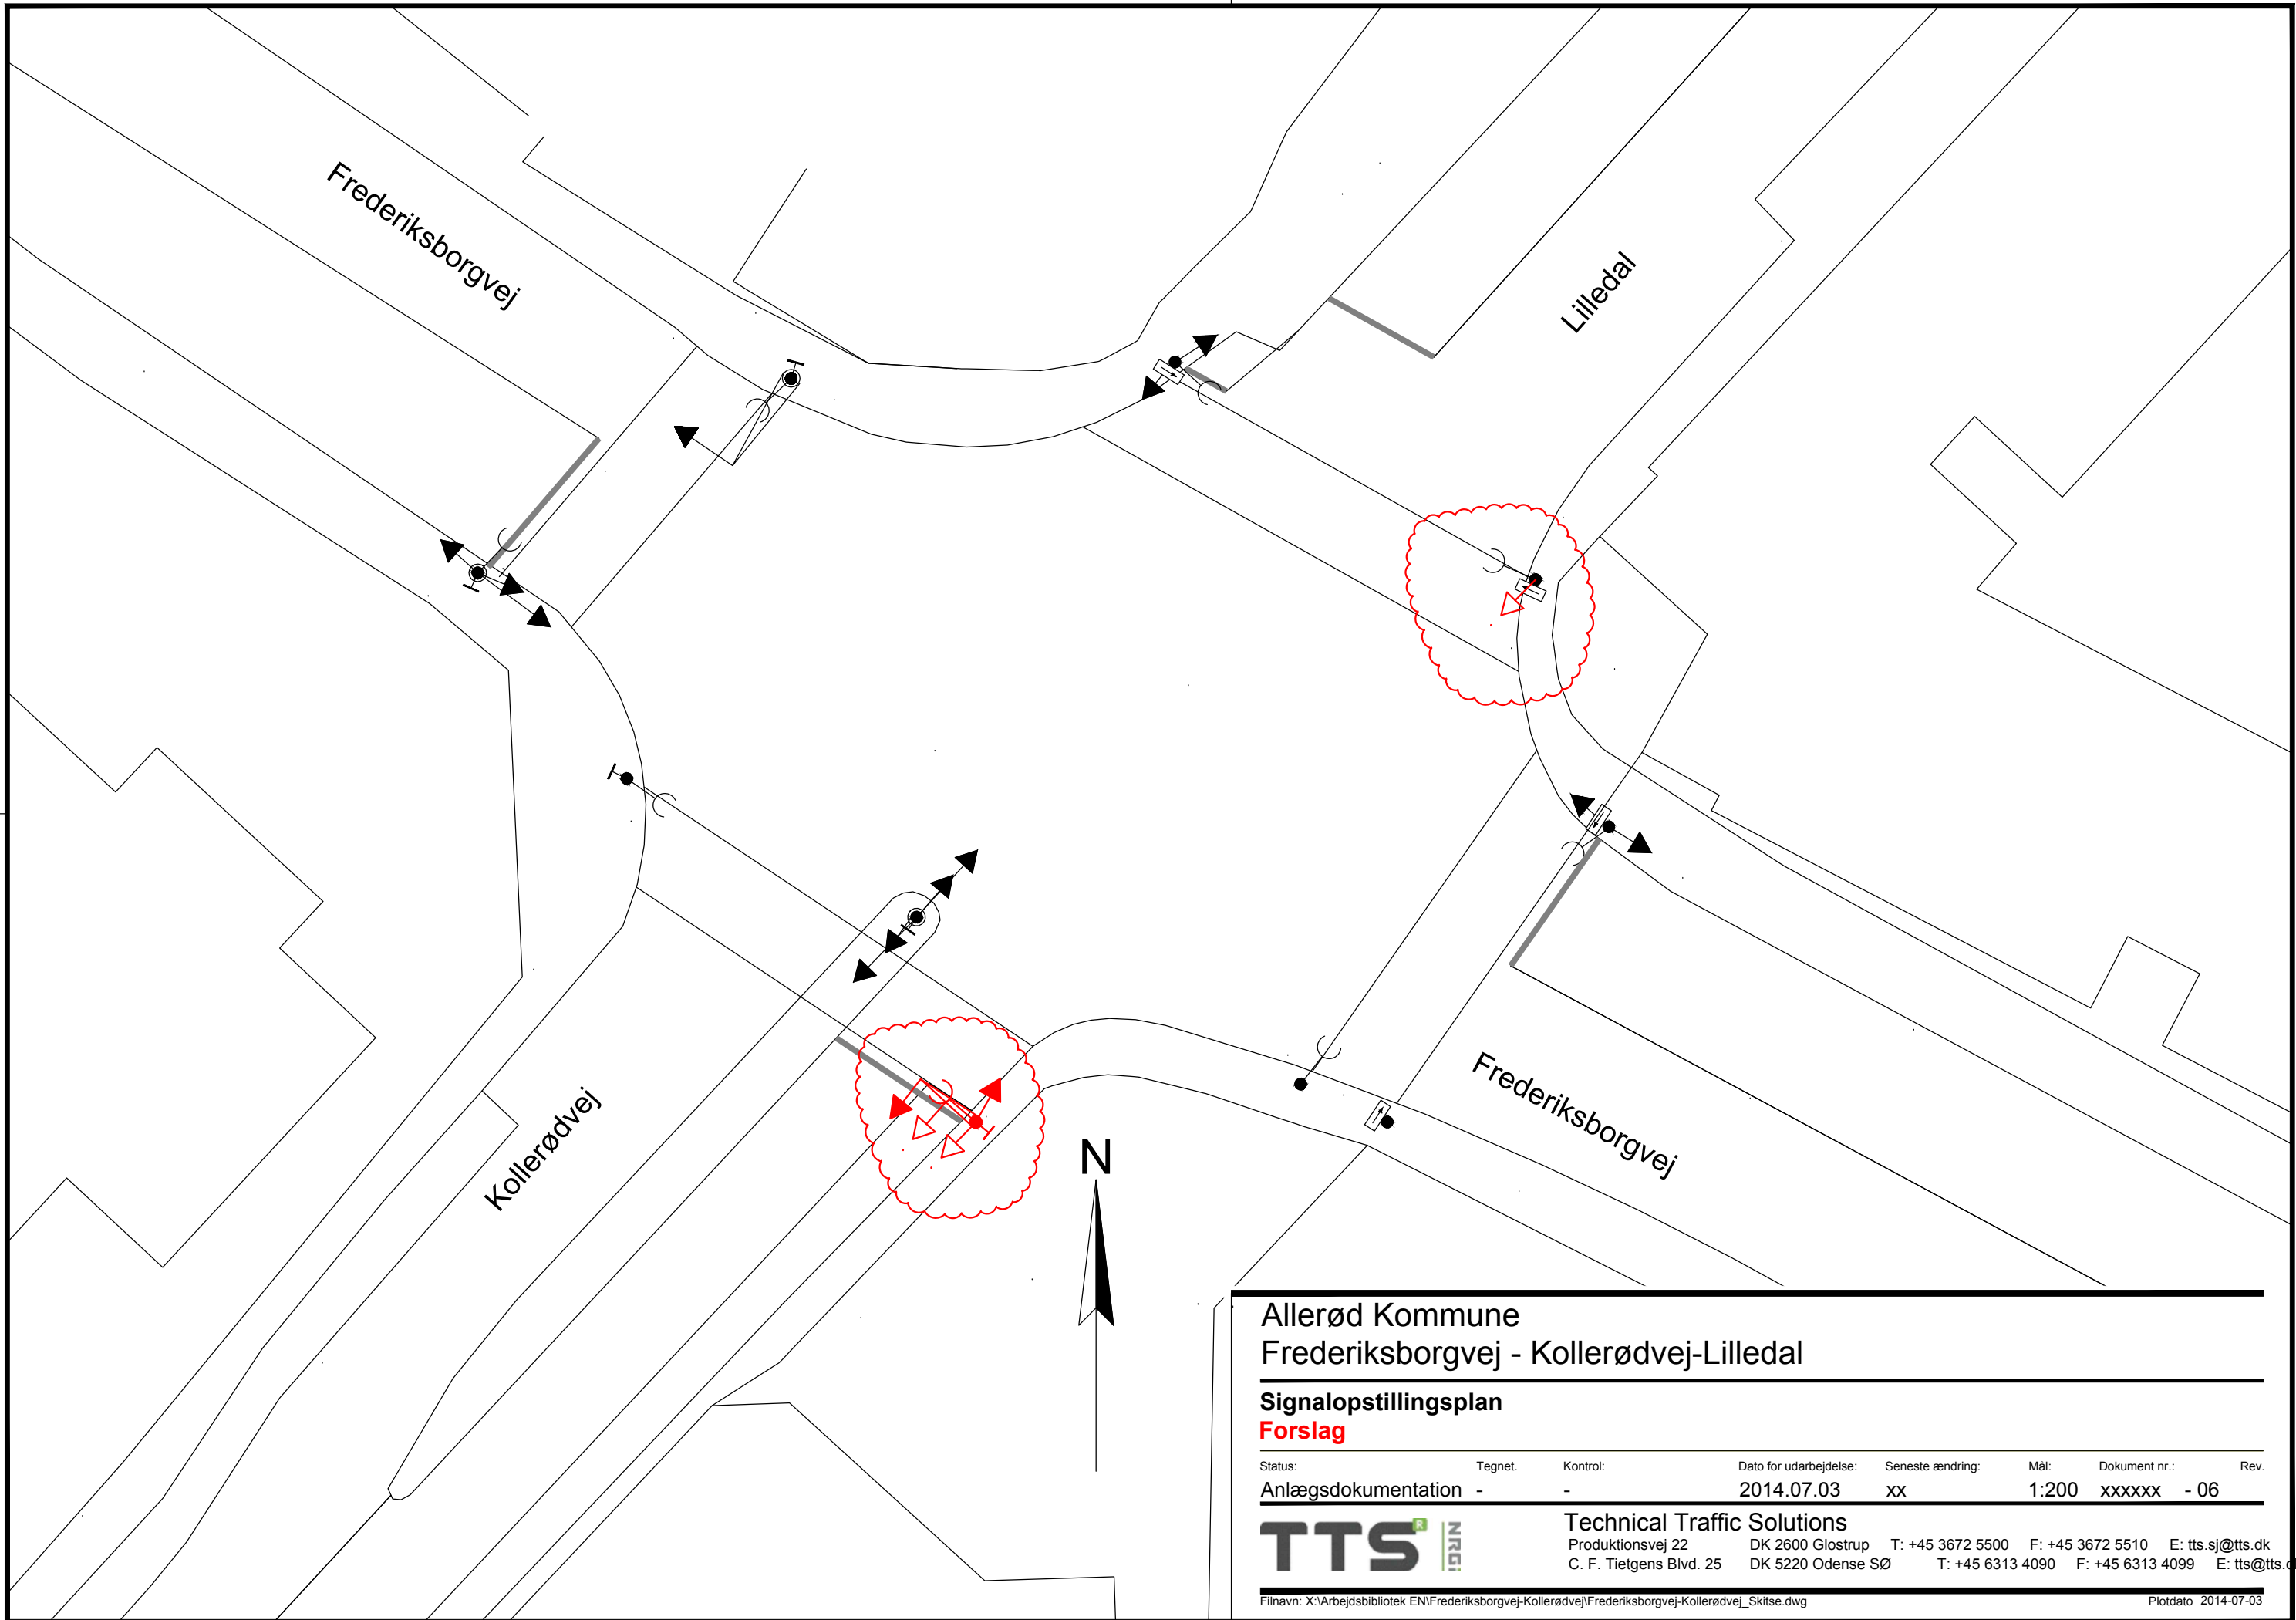 Frederiksborgvej
Lilledal
Kollerødvej
N
Frederiksborgvej
Allerød Kommune
Frederiksborgvej - Kollerødvej-Lilledal
Signalopstillingsplan
Forslag
Status: Tegnet. Kontrol: Dato for udarbejdelse: Seneste ændring: Mål: Dokument nr.: Rev.
Anlægsdokumentation - - 2014.07.03 xx 1:200 xxxxxx - 06
TTS R NRGi
Technical Traffic Solutions
Produktionsvej 22 DK 2600 Glostrup T: +45 3672 5500 F: +45 3672 5510 E: tts.sj@tts.dk
C. F. Tietgens Blvd. 25 DK 5220 Odense SØ T: +45 6313 4090 F: +45 6313 4099 E: tts@tts.d
Filnavn: X:\Arbejdsbibliotek EN\Frederiksborgvej-Kollerødvej\Frederiksborgvej-Kollerødvej_Skitse.dwg Plotdato 2014-07-03